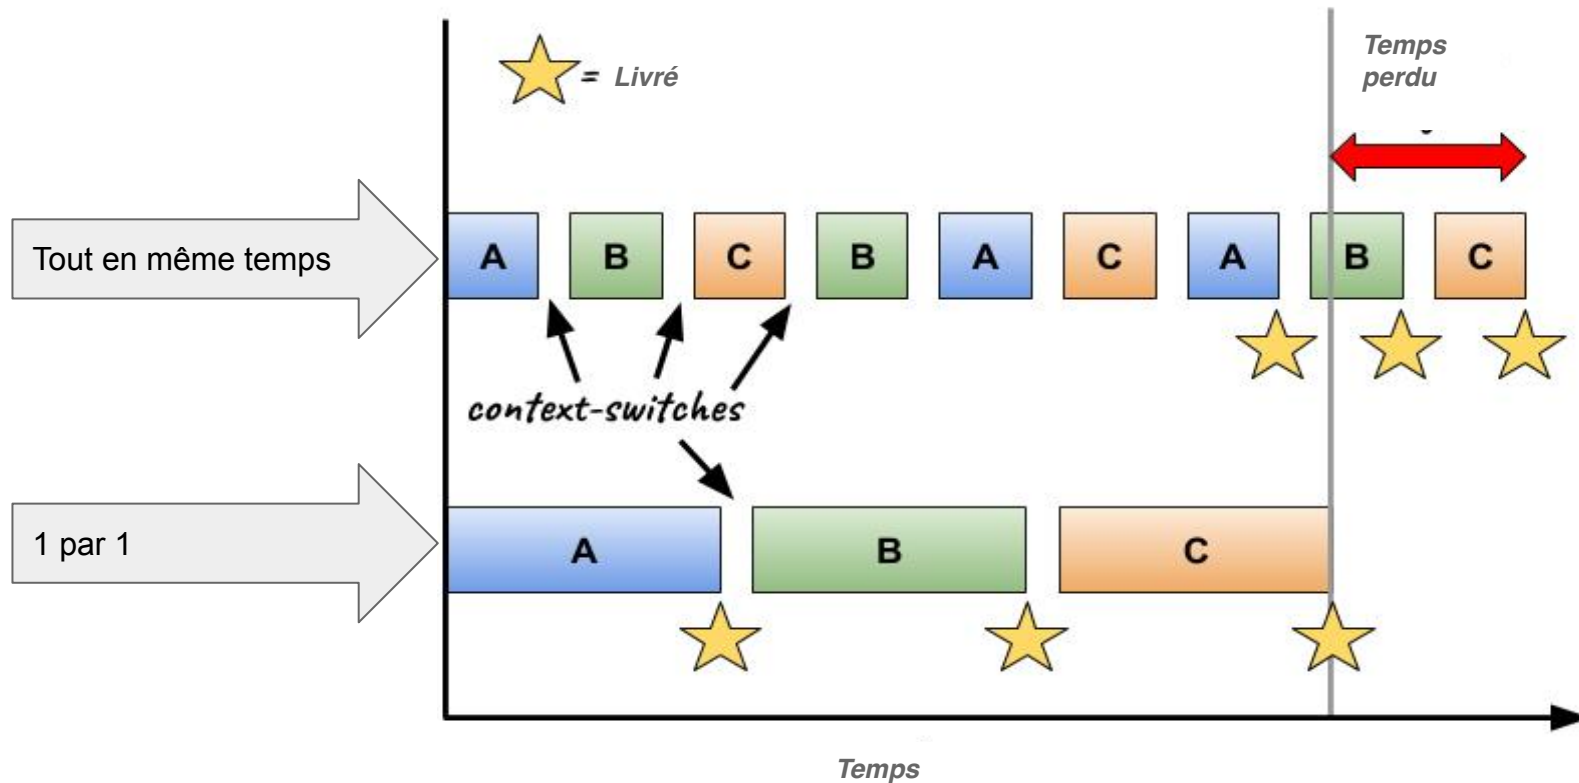 = Livré
Temps
perdu
Tout en même temps
A B C B A C A B C
context-switches
1 par 1
A B C
Temps